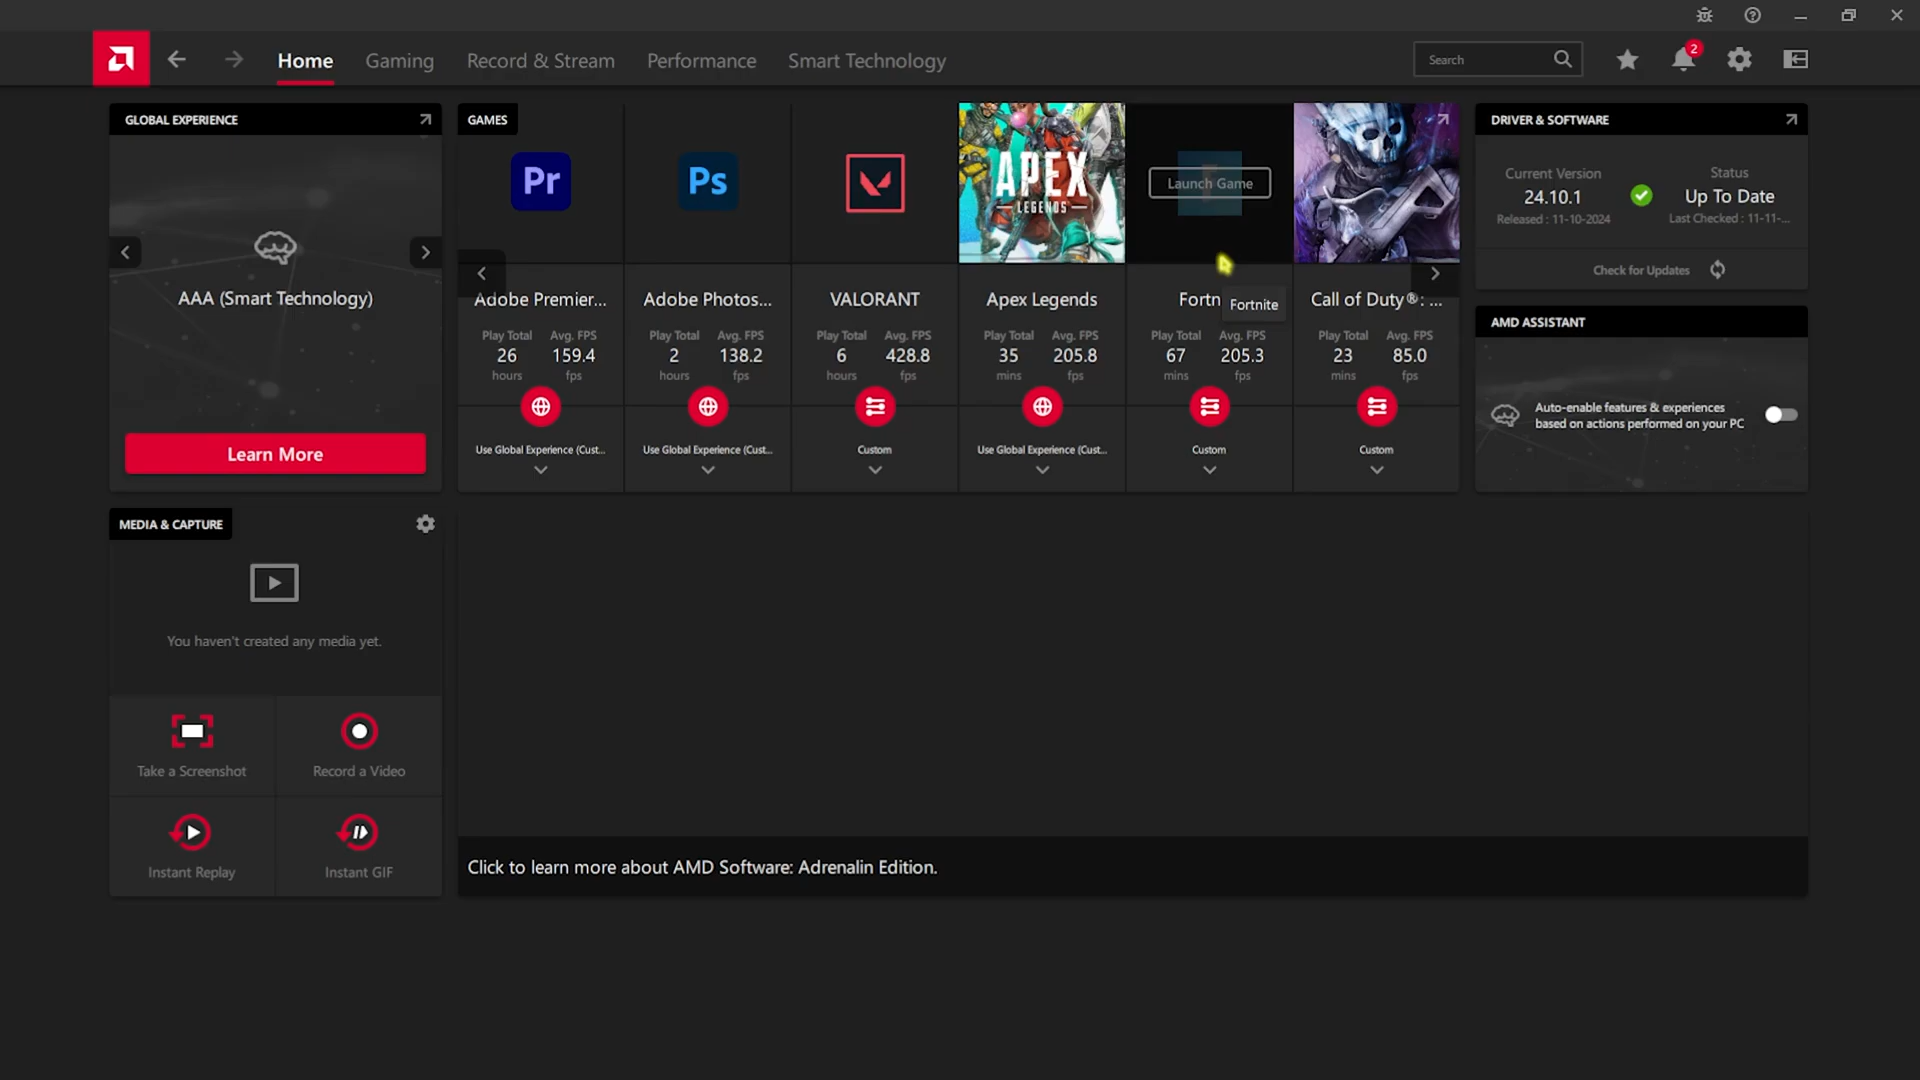 Home
Gaming
Record & Stream
Performance
Smart Technology
Search
2
GLOBAL EXPERIENCE
AAA (Smart Technology)
Learn More
GAMES
Pr
Adobe Premier...
Play Total Avg. FPS
26 159.4
hours fps
Use Global Experience (Cust...
Ps
Adobe Photos...
Play Total Avg. FPS
2 138.2
hours fps
Use Global Experience (Cust...
VALORANT
Play Total Avg. FPS
6 428.8
hours fps
Custom
APEX
LEGENDS
Apex Legends
Play Total Avg. FPS
35 205.8
mins fps
Use Global Experience (Cust...
Launch Game
Fortn
Fortnite
Play Total Avg. FPS
67 205.3
mins fps
Custom
Call of Duty®: ...
Play Total Avg. FPS
23 85.0
mins fps
Custom
DRIVER & SOFTWARE
Current Version
24.10.1
Released : 11-10-2024
Status
Up To Date
Last Checked : 11-11-...
Check for Updates
AMD ASSISTANT
Auto-enable features & experiences
based on actions performed on your PC
MEDIA & CAPTURE
You haven't created any media yet.
Take a Screenshot
Record a Video
Instant Replay
Instant GIF
Click to learn more about AMD Software: Adrenalin Edition.